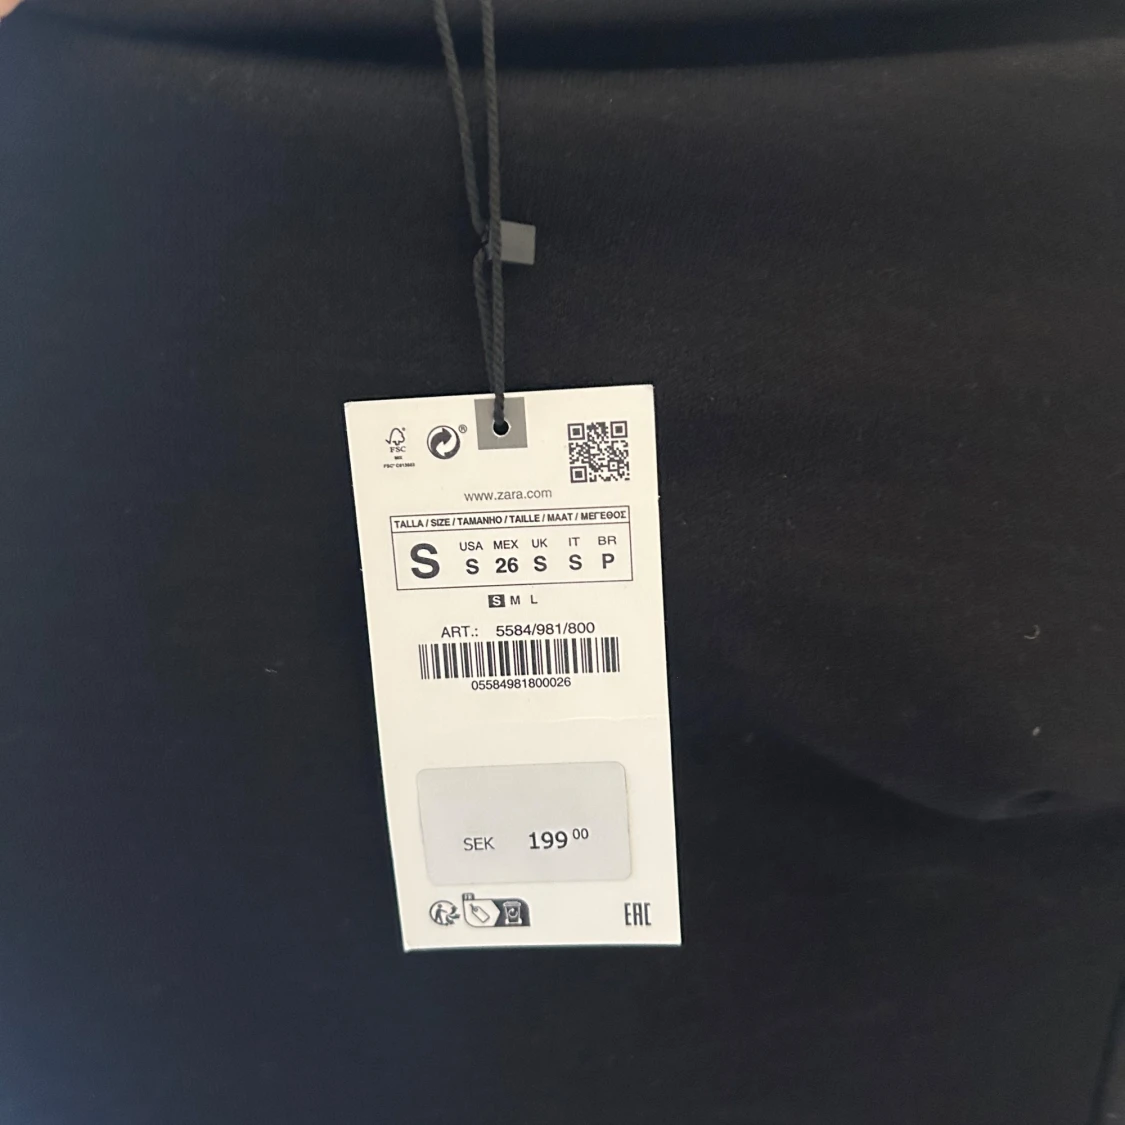 FSC
www.zara.com
TALLA / SIZE / TAMANHO / TAILLE / MAAT / ΜΕΓΕΘΟΣ
S
USA MEX UK IT BR
S 26 S S P
S M L
ART.: 5584/981/800
05584981800026
SEK 199 00
FR
EAC